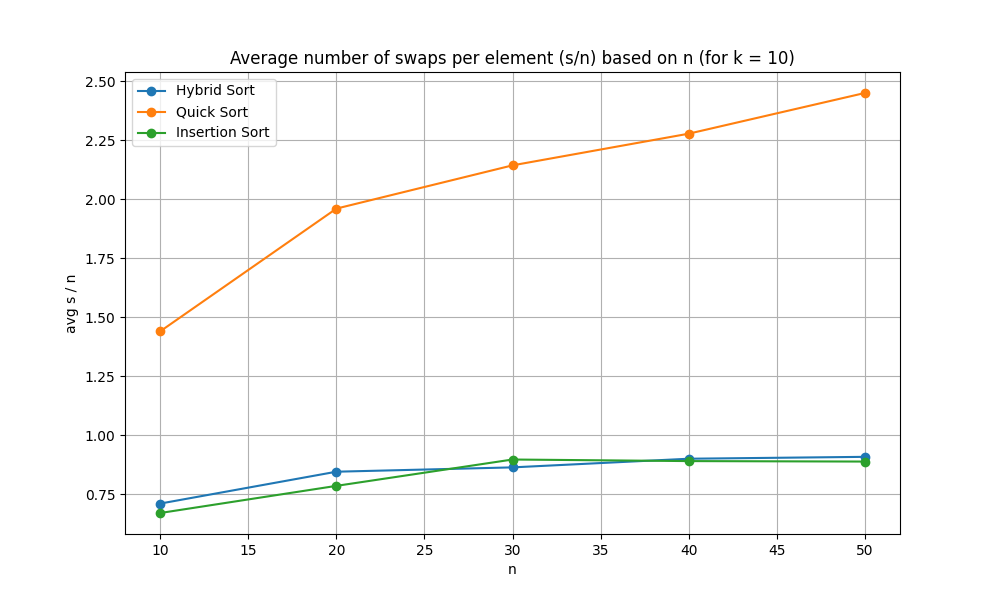 Average number of swaps per element (s/n) based on n (for k = 10)
Hybrid Sort
Quick Sort
Insertion Sort
avg s / n
2.50
2.25
2.00
1.75
1.50
1.25
1.00
0.75
10 15 20 25 30 35 40 45 50
n